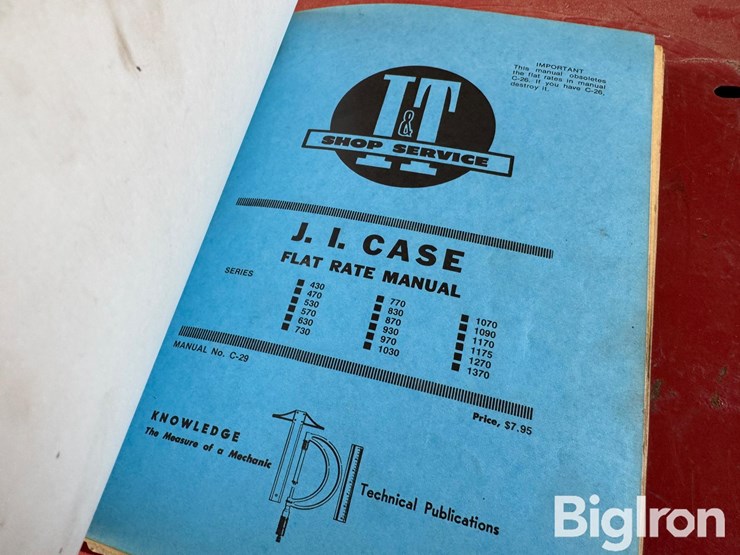 IMPORTANT
This manual obsoletes
the flat rates in manual
C-26. If you have C-26,
destroy it.
I&T
SHOP SERVICE
J. I. CASE
FLAT RATE MANUAL
SERIES
430
470
530
570
630
730
770
830
870
930
970
1030
1070
1090
1170
1175
1270
1370
MANUAL No. C-29
Price, $7.95
KNOWLEDGE
The Measure of a Mechanic
Technical Publications
BigIron